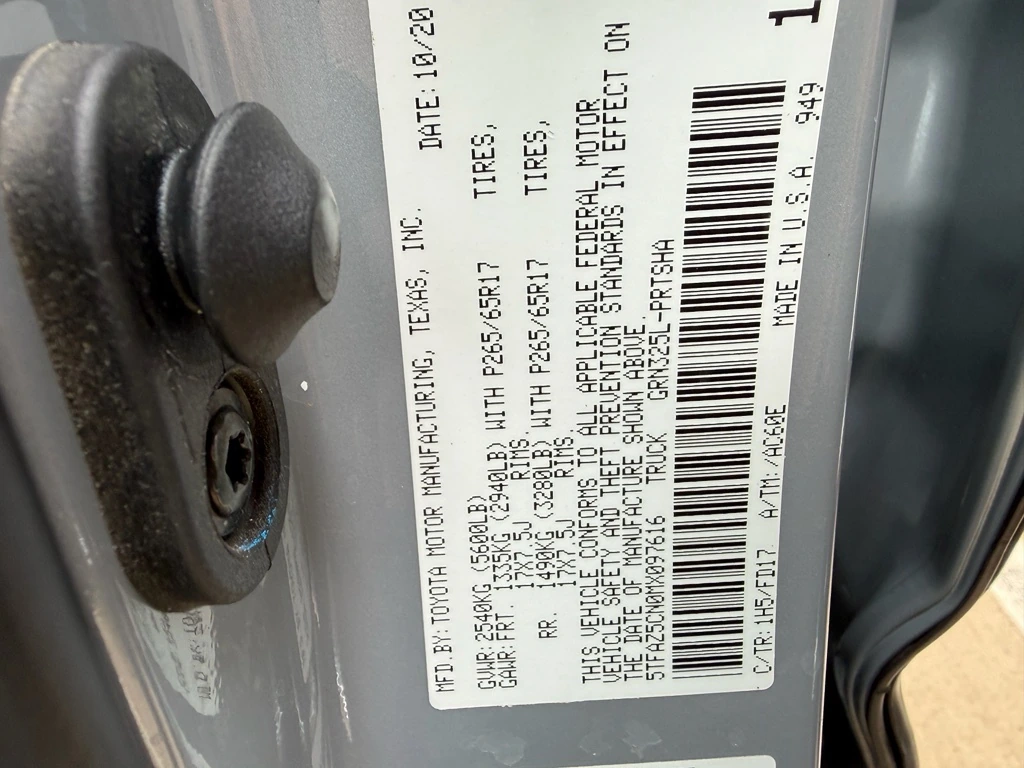 MFD.BY:TOYOTA MOTOR MANUFACTURING, TEXAS, INC. DATE:10/20
GVWR:2540KG (5600LB)
GAWR:FRT. 1335KG (2940LB) WITH P265/65R17 TIRES,
17X7.5J RIMS.
RR. 1490KG (3280LB) WITH P265/65R17 TIRES,
17X7.5J RIMS.
THIS VEHICLE CONFORMS TO ALL APPLICABLE FEDERAL MOTOR
VEHICLE SAFETY AND THEFT PREVENTION STANDARDS IN EFFECT ON
THE DATE OF MANUFACTURE SHOWN ABOVE.
5TFAZ5CN0MX097616 TRUCK GRN325L-PRTSHA
C/TR:1H5/FD17 A/TM:/AC60E MADE IN U.S.A. 949
1